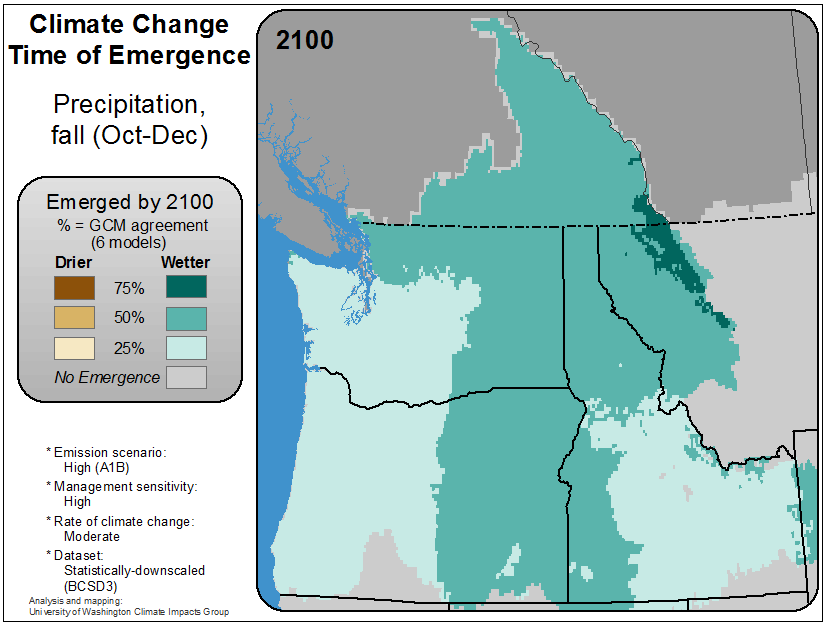 Climate Change
Time of Emergence
Precipitation,
fall (Oct-Dec)
2100
Emerged by 2100
% = GCM agreement
(6 models)
Drier Wetter
75%
50%
25%
No Emergence
* Emission scenario:
High (A1B)
* Management sensitivity:
High
* Rate of climate change:
Moderate
* Dataset:
Statistically-downscaled
(BCSD3)
Analysis and mapping:
University of Washington Climate Impacts Group